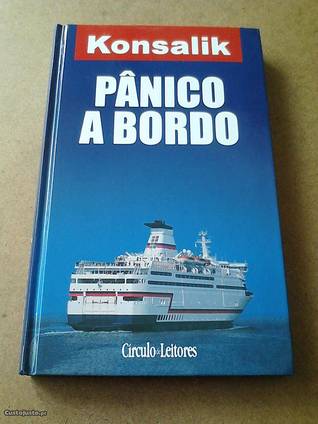 Konsalik
PÂNICO
A BORDO
Círculo de Leitores
CustoJusto.pt